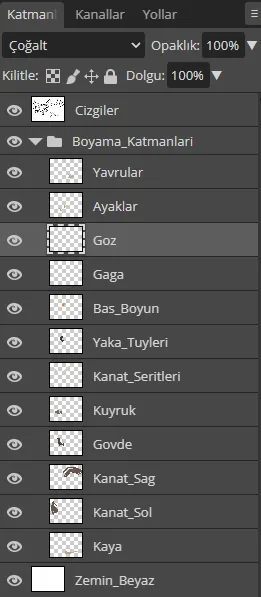 Katmanl Kanallar Yollar
Çoğalt Opaklık: 100%
Kilitle: Dolgu: 100%
Cizgiler
Boyama_Katmanlari
Yavrular
Ayaklar
Goz
Gaga
Bas_Boyun
Yaka_Tuyleri
Kanat_Seritleri
Kuyruk
Govde
Kanat_Sag
Kanat_Sol
Kaya
Zemin_Beyaz